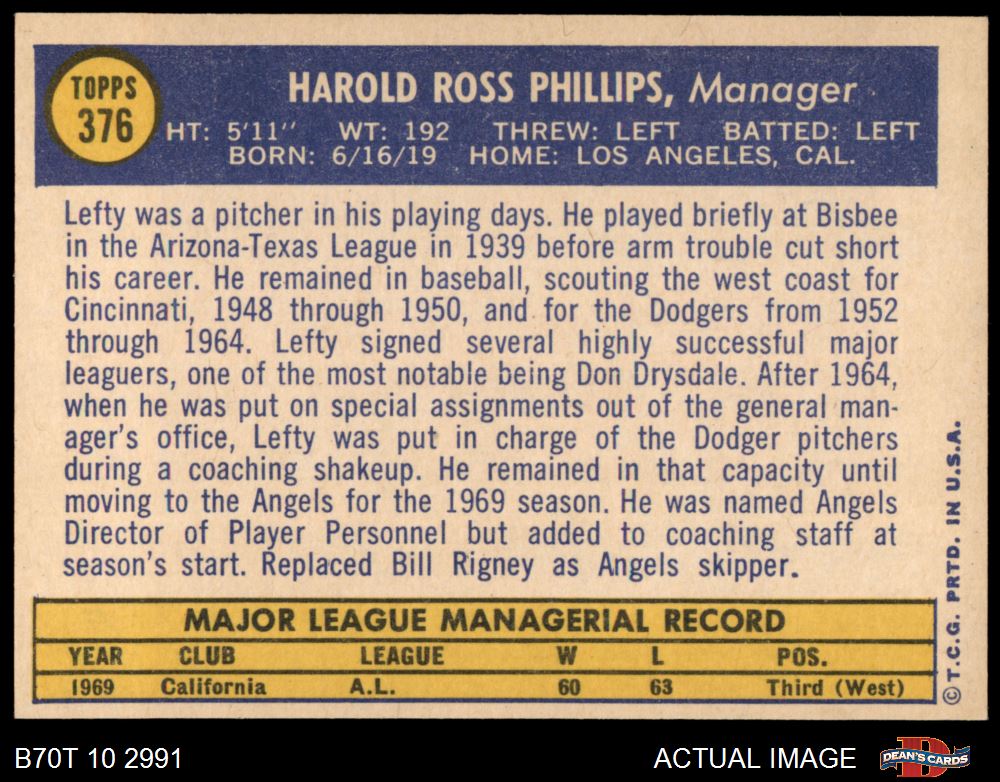 TOPPS
376
HAROLD ROSS PHILLIPS, Manager
HT: 5'11" WT: 192 THREW: LEFT BATTED: LEFT
BORN: 6/16/19 HOME: LOS ANGELES, CAL.
Lefty was a pitcher in his playing days. He played briefly at Bisbee
in the Arizona-Texas League in 1939 before arm trouble cut short
his career. He remained in baseball, scouting the west coast for
Cincinnati, 1948 through 1950, and for the Dodgers from 1952
through 1964. Lefty signed several highly successful major
leaguers, one of the most notable being Don Drysdale. After 1964,
when he was put on special assignments out of the general man-
ager's office, Lefty was put in charge of the Dodger pitchers
during a coaching shakeup. He remained in that capacity until
moving to the Angels for the 1969 season. He was named Angels
Director of Player Personnel but added to coaching staff at
season's start. Replaced Bill Rigney as Angels skipper.
MAJOR LEAGUE MANAGERIAL RECORD
YEAR CLUB LEAGUE W L POS.
1969 California A.L. 60 63 Third (West)
© T.C.G. PRTD. IN U.S.A.
B70T 10 2991
ACTUAL IMAGE
DEAN'S CARDS